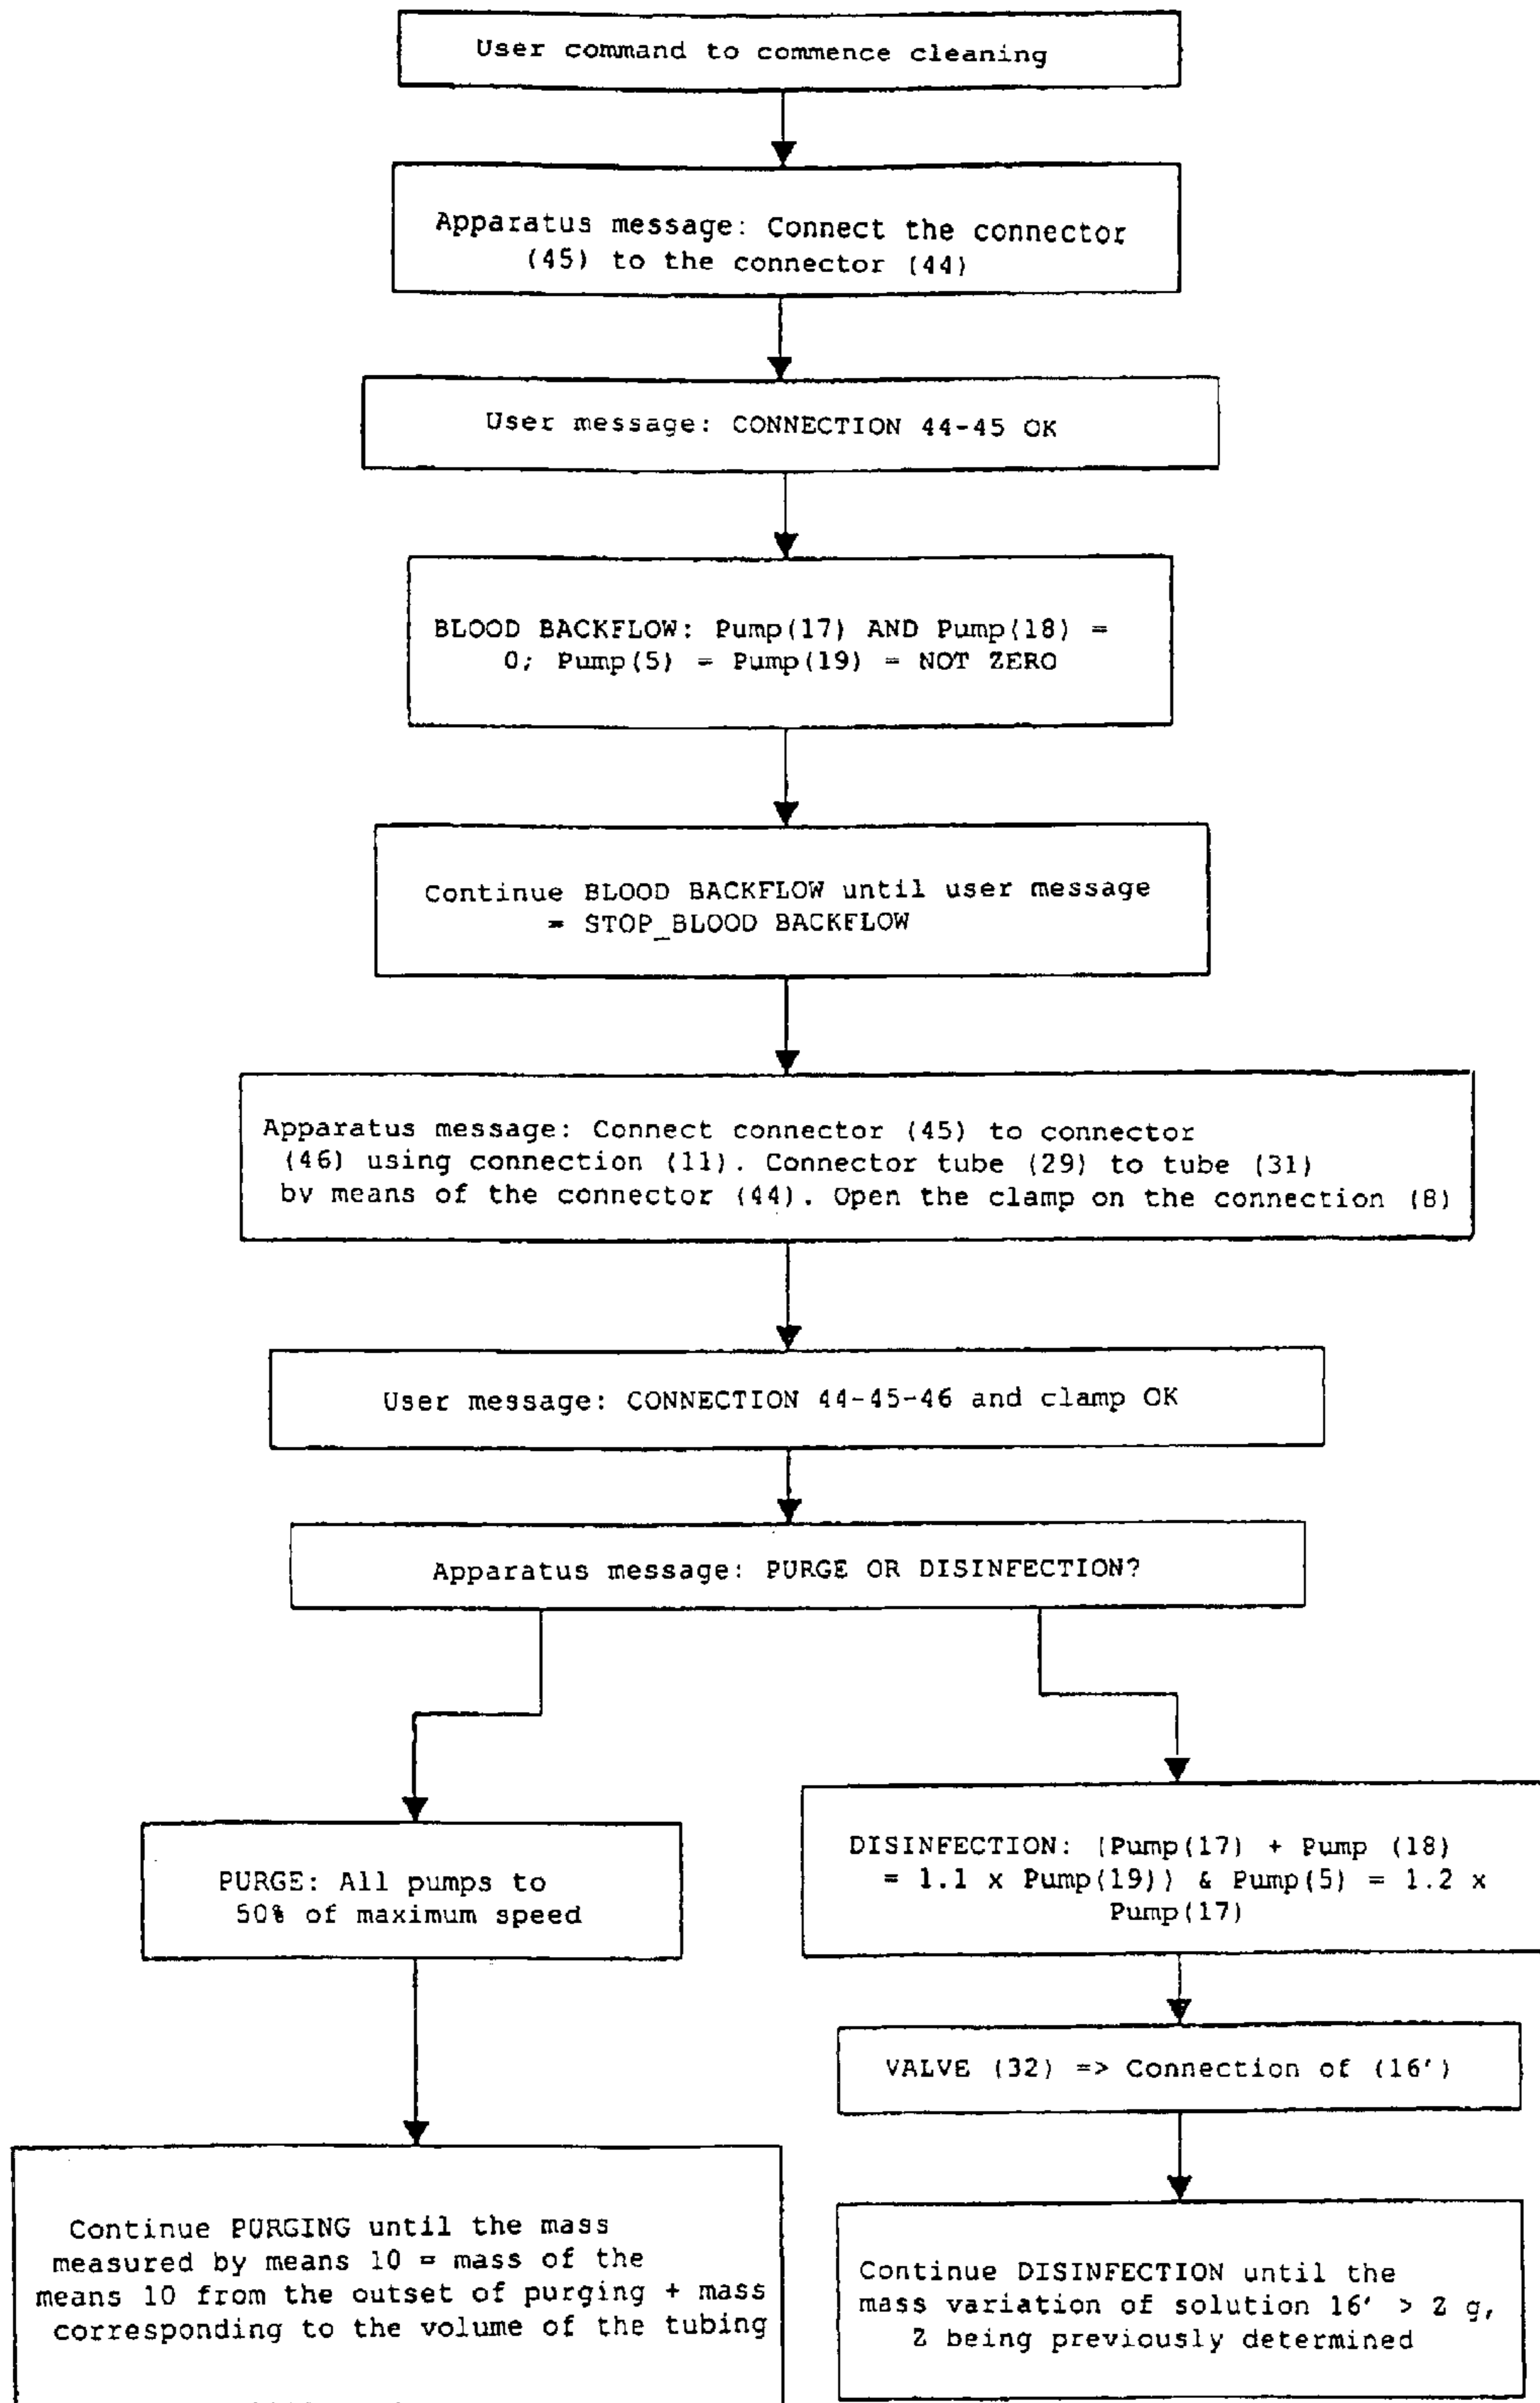 User command to commence cleaning
Apparatus message: Connect the connector
(45) to the connector (44)
User message: CONNECTION 44-45 OK
BLOOD BACKFLOW: Pump(17) AND Pump(18) =
0; Pump(5) = Pump(19) = NOT ZERO
Continue BLOOD BACKFLOW until user message
= STOP_BLOOD BACKFLOW
Apparatus message: Connect connector (45) to connector
(46) using connection (11). Connector tube (29) to tube (31)
by means of the connector (44). Open the clamp on the connection (8)
User message: CONNECTION 44-45-46 and clamp OK
Apparatus message: PURGE OR DISINFECTION?
PURGE: All pumps to
50% of maximum speed
DISINFECTION: (Pump(17) + Pump (18)
= 1.1 x Pump(19)) & Pump(5) = 1.2 x
Pump(17)
VALVE (32) => Connection of (16')
Continue PURGING until the mass
measured by means 10 = mass of the
means 10 from the outset of purging + mass
corresponding to the volume of the tubing
Continue DISINFECTION until the
mass variation of solution 16' > Z g,
Z being previously determined